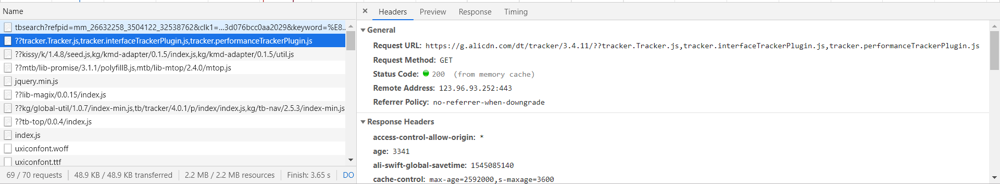 Name
tbsearch?refpid=mm_26632258_3504122_32538762&clk1=...3d076bcc0aa2029&keyword=%E8..
??tracker.Tracker.js,tracker.interfaceTrackerPlugin.js,tracker.performanceTrackerPlugin.js
??kissy/k/1.4.8/seed.js,kg/kmd-adapter/0.1.5/index.js,kg/kmd-adapter/0.1.5/util.js
??mtb/lib-promise/3.1.1/polyfillB.js,mtb/lib-mtop/2.4.0/mtop.js
jquery.min.js
??lib-magix/0.0.15/index.js
??kg/global-util/1.0.7/index-min.js,tb/tracker/4.0.1/p/index/index.js,kg/tb-nav/2.5.3/index-min.js
??tb-top/0.0.4/index.js
index.js
uxiconfont.woff
uxiconfont.ttf
69 / 70 requests 48.9 KB / 48.9 KB transferred 2.2 MB / 2.2 MB resources Finish: 3.65 s DO
× Headers Preview Response Timing
General
Request URL: https://g.alicdn.com/dt/tracker/3.4.11/??tracker.Tracker.js,tracker.interfaceTrackerPlugin.js,tracker.performanceTrackerPlugin.js
Request Method: GET
Status Code: 200 (from memory cache)
Remote Address: 123.96.93.252:443
Referrer Policy: no-referrer-when-downgrade
Response Headers
access-control-allow-origin: *
age: 3341
ali-swift-global-savetime: 1545085140
cache-control: max-age=2592000,s-maxage=3600